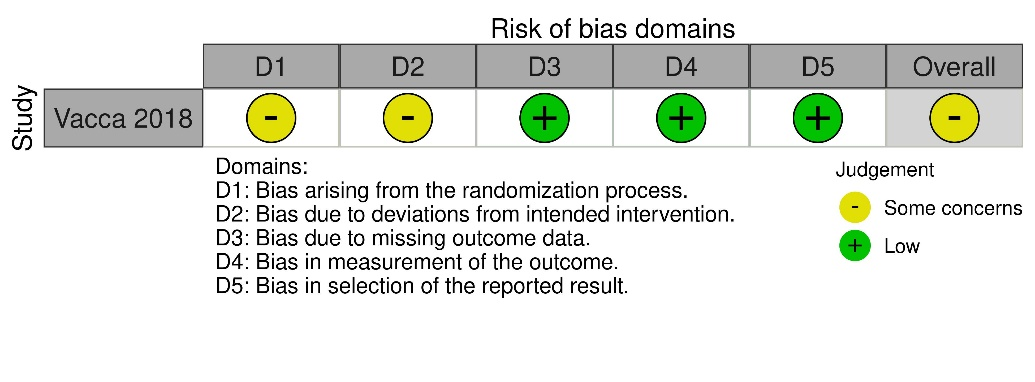 Risk of bias domains
D1 D2 D3 D4 D5 Overall
Study
Vacca 2018 - - + + + -
Domains:
D1: Bias arising from the randomization process.
D2: Bias due to deviations from intended intervention.
D3: Bias due to missing outcome data.
D4: Bias in measurement of the outcome.
D5: Bias in selection of the reported result.
Judgement
- Some concerns
+ Low